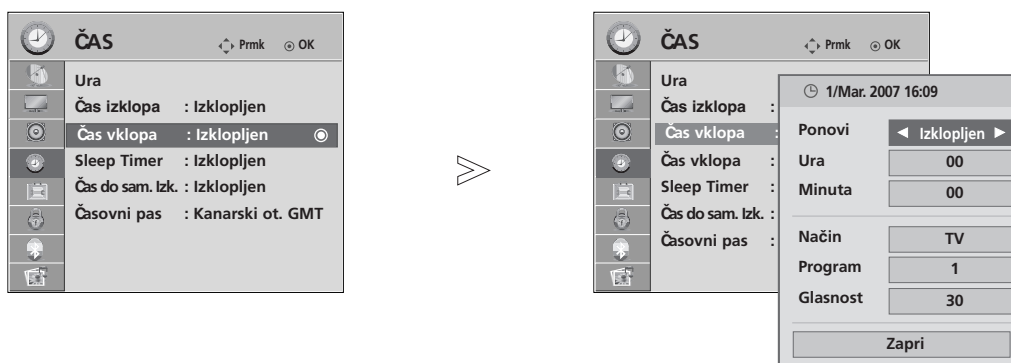 ČAS Prmk OK
Ura
Čas izklopa : Izklopljen
Čas vklopa : Izklopljen
Sleep Timer : Izklopljen
Čas do sam. Izk. : Izklopljen
Časovni pas : Kanarski ot. GMT
ČAS Prmk OK
Ura
Čas izklopa :
Čas vklopa :
Čas vklopa :
Sleep Timer :
Čas do sam. Izk. :
Časovni pas :
1/Mar. 2007 16:09
Ponovi ◄ Izklopljen ►
Ura 00
Minuta 00
Način TV
Program 1
Glasnost 30
Zapri